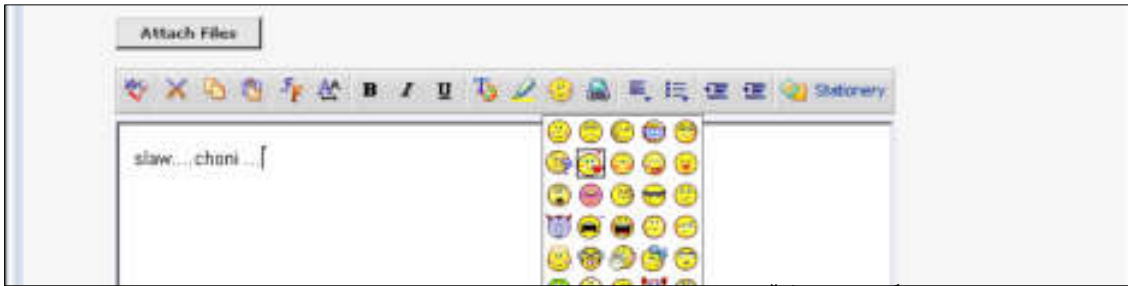 Attach Files
B I U Stationery
slaw....choni ...